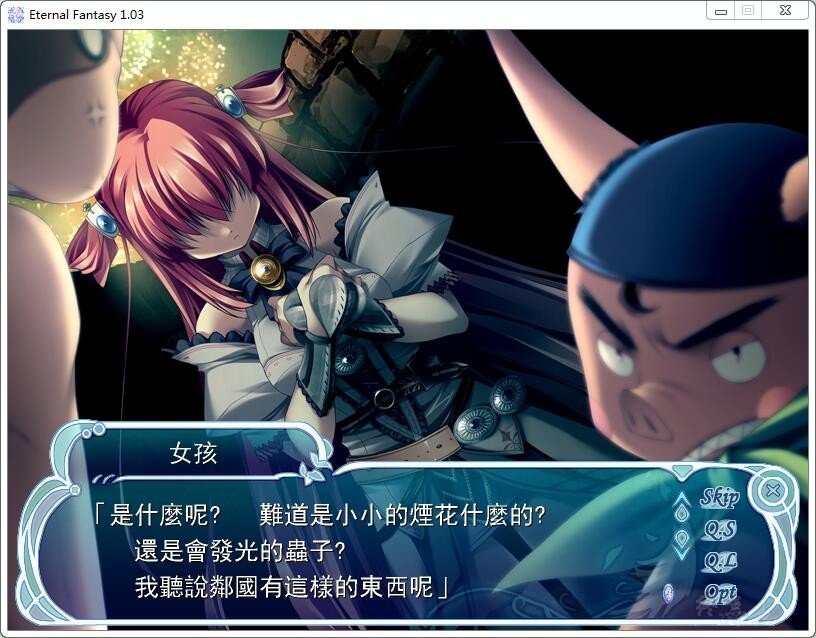 Eternal Fantasy 1.03
女孩
「是什麼呢？　難道是小小的煙花什麼的？
還是會發光的蟲子？
我聽說鄰國有這樣的東西呢」
Skip
Q.S
Q.L
Opt